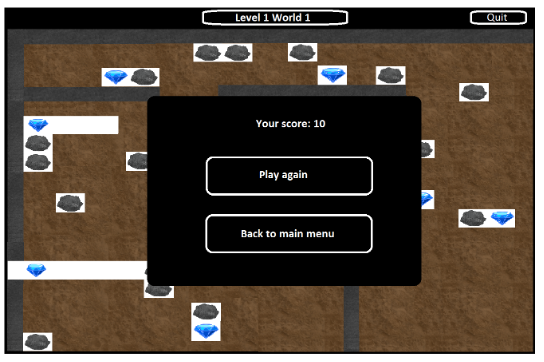 Level 1 World 1
Quit
Your score: 10
Play again
Back to main menu